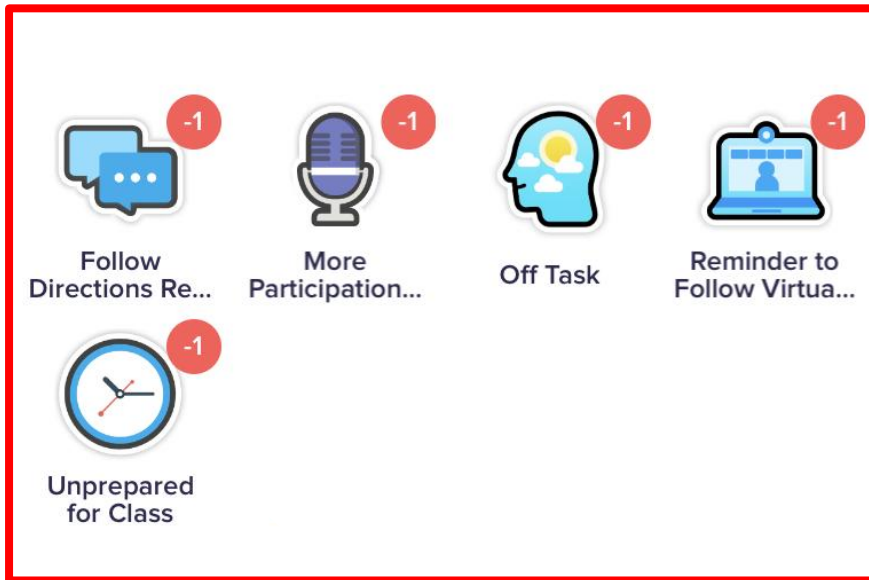 -1
-1
-1
-1
Follow
Directions Re...
More
Participation...
Off Task
Reminder to
Follow Virtua...
-1
Unprepared
for Class